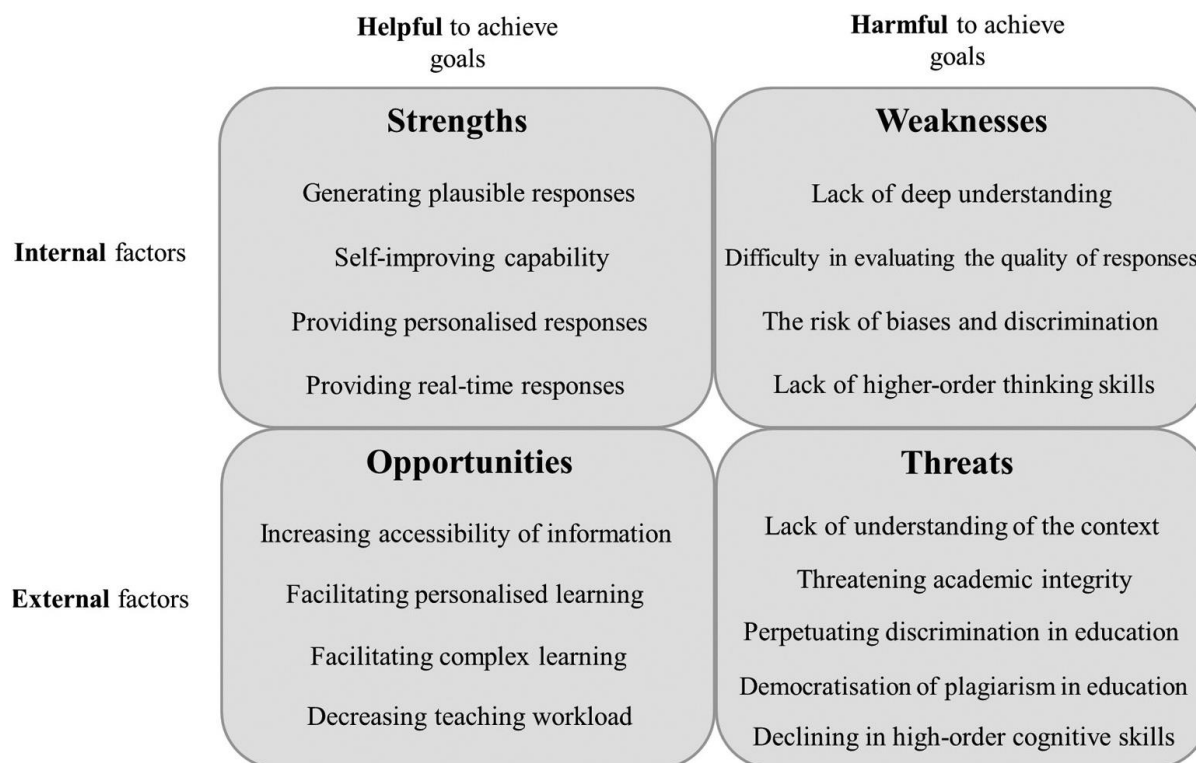 Helpful to achieve
goals
Harmful to achieve
goals
Internal factors
Strengths
Generating plausible responses
Self-improving capability
Providing personalised responses
Providing real-time responses
Weaknesses
Lack of deep understanding
Difficulty in evaluating the quality of responses
The risk of biases and discrimination
Lack of higher-order thinking skills
External factors
Opportunities
Increasing accessibility of information
Facilitating personalised learning
Facilitating complex learning
Decreasing teaching workload
Threats
Lack of understanding of the context
Threatening academic integrity
Perpetuating discrimination in education
Democratisation of plagiarism in education
Declining in high-order cognitive skills